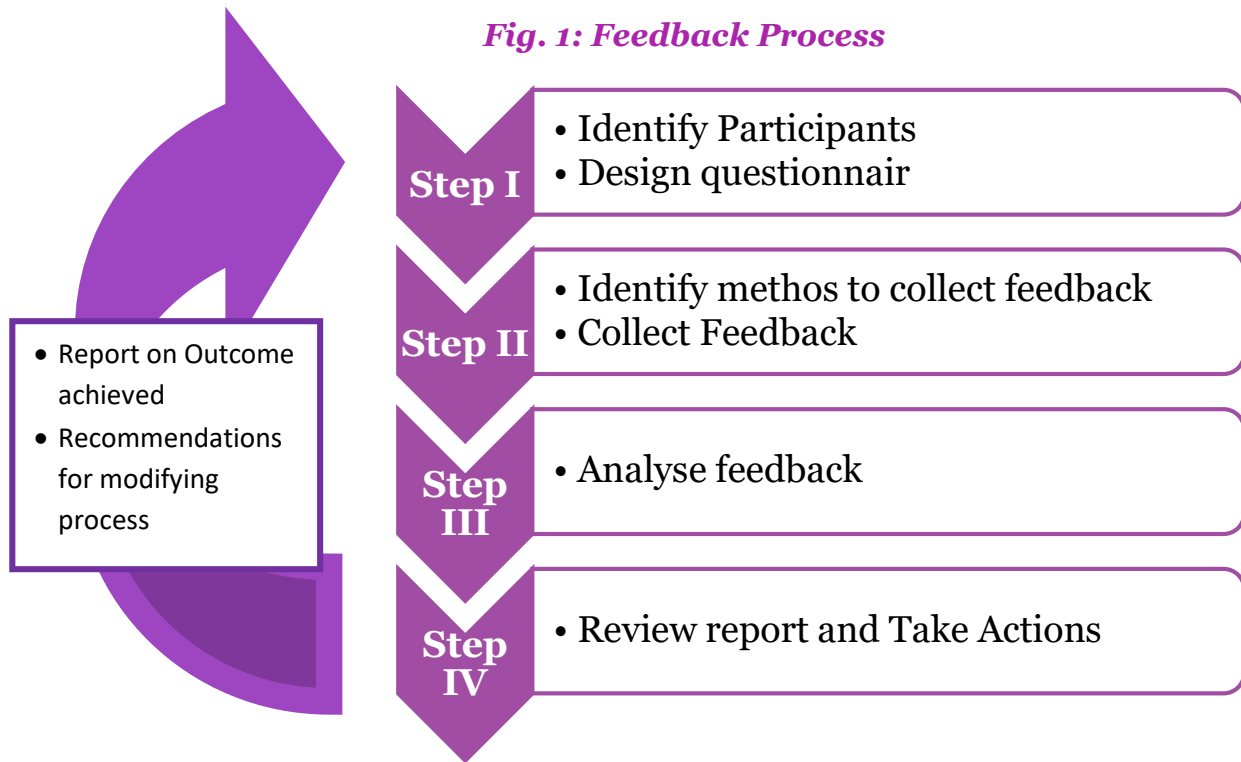 Fig. 1: Feedback Process
Step I
• Identify Participants
• Design questionnair
Step II
• Identify methos to collect feedback
• Collect Feedback
Step
III
• Analyse feedback
Step
IV
• Review report and Take Actions
• Report on Outcome
achieved
• Recommendations
for modifying
process